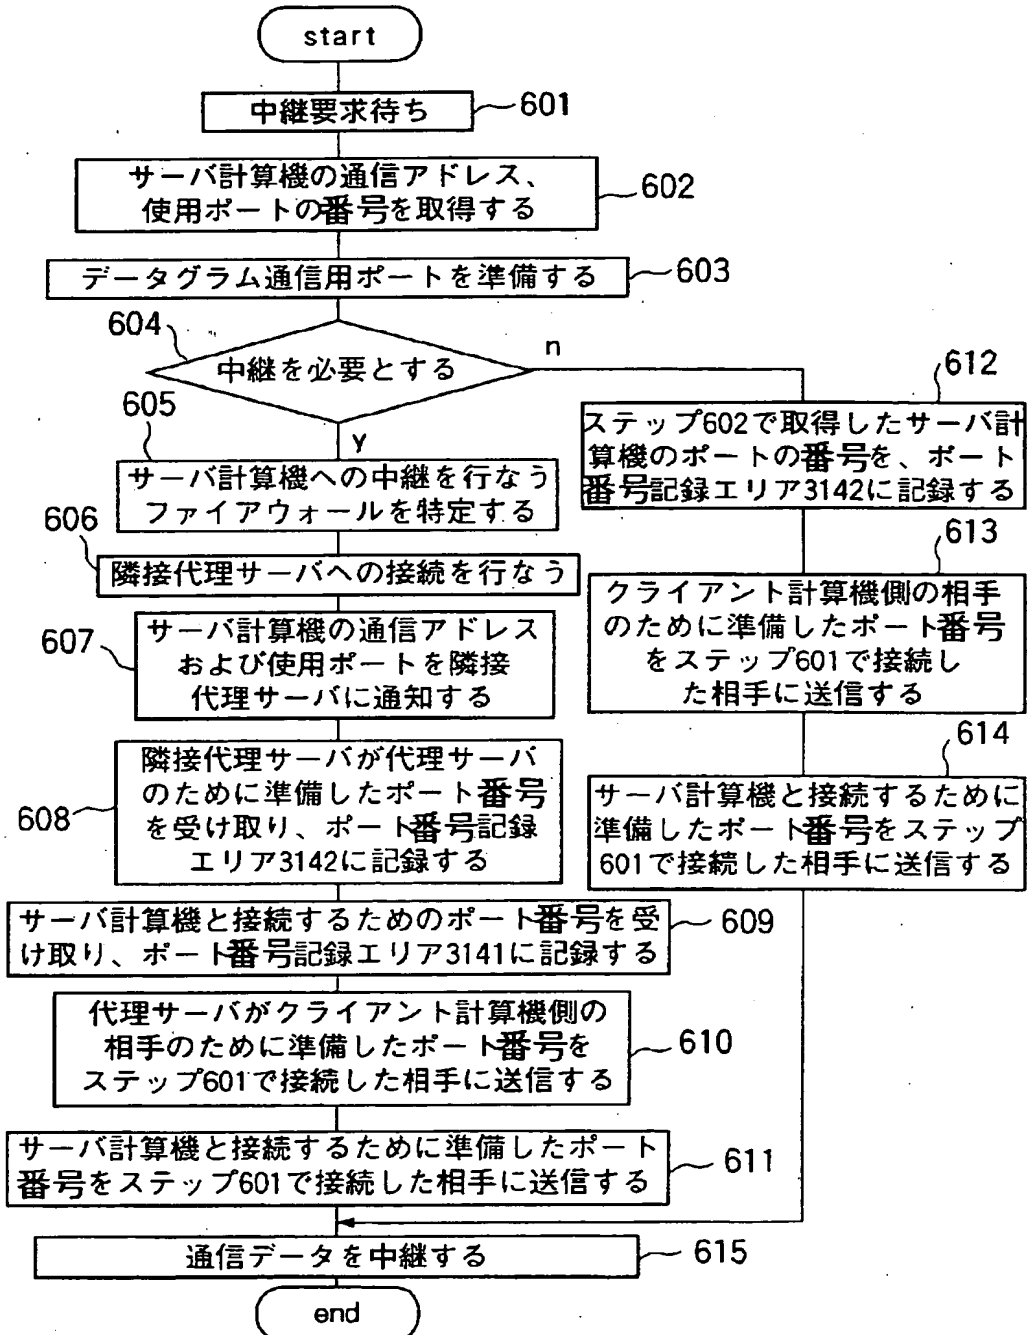 start
中継要求待ち
601
サーバ計算機の通信アドレス、
使用ポートの番号を取得する
602
データグラム通信用ポートを準備する
603
604
中継を必要とする
n
y
605
サーバ計算機への中継を行なう
ファイアウォールを特定する
606
隣接代理サーバへの接続を行なう
607
サーバ計算機の通信アドレス
および使用ポートを隣接
代理サーバに通知する
608
隣接代理サーバが代理サーバ
のために準備したポート番号
を受け取り、ポート番号記録
エリア3142に記録する
サーバ計算機と接続するためのポート番号を受
け取り、ポート番号記録エリア3141に記録する
609
代理サーバがクライアント計算機側の
相手のために準備したポート番号を
ステップ601で接続した相手に送信する
610
サーバ計算機と接続するために準備したポート
番号をステップ601で接続した相手に送信する
611
612
ステップ602で取得したサーバ計
算機のポートの番号を、ポート
番号記録エリア3142に記録する
613
クライアント計算機側の相手
のために準備したポート番号
をステップ601で接続し
た相手に送信する
614
サーバ計算機と接続するために
準備したポート番号をステップ
601で接続した相手に送信する
通信データを中継する
615
end